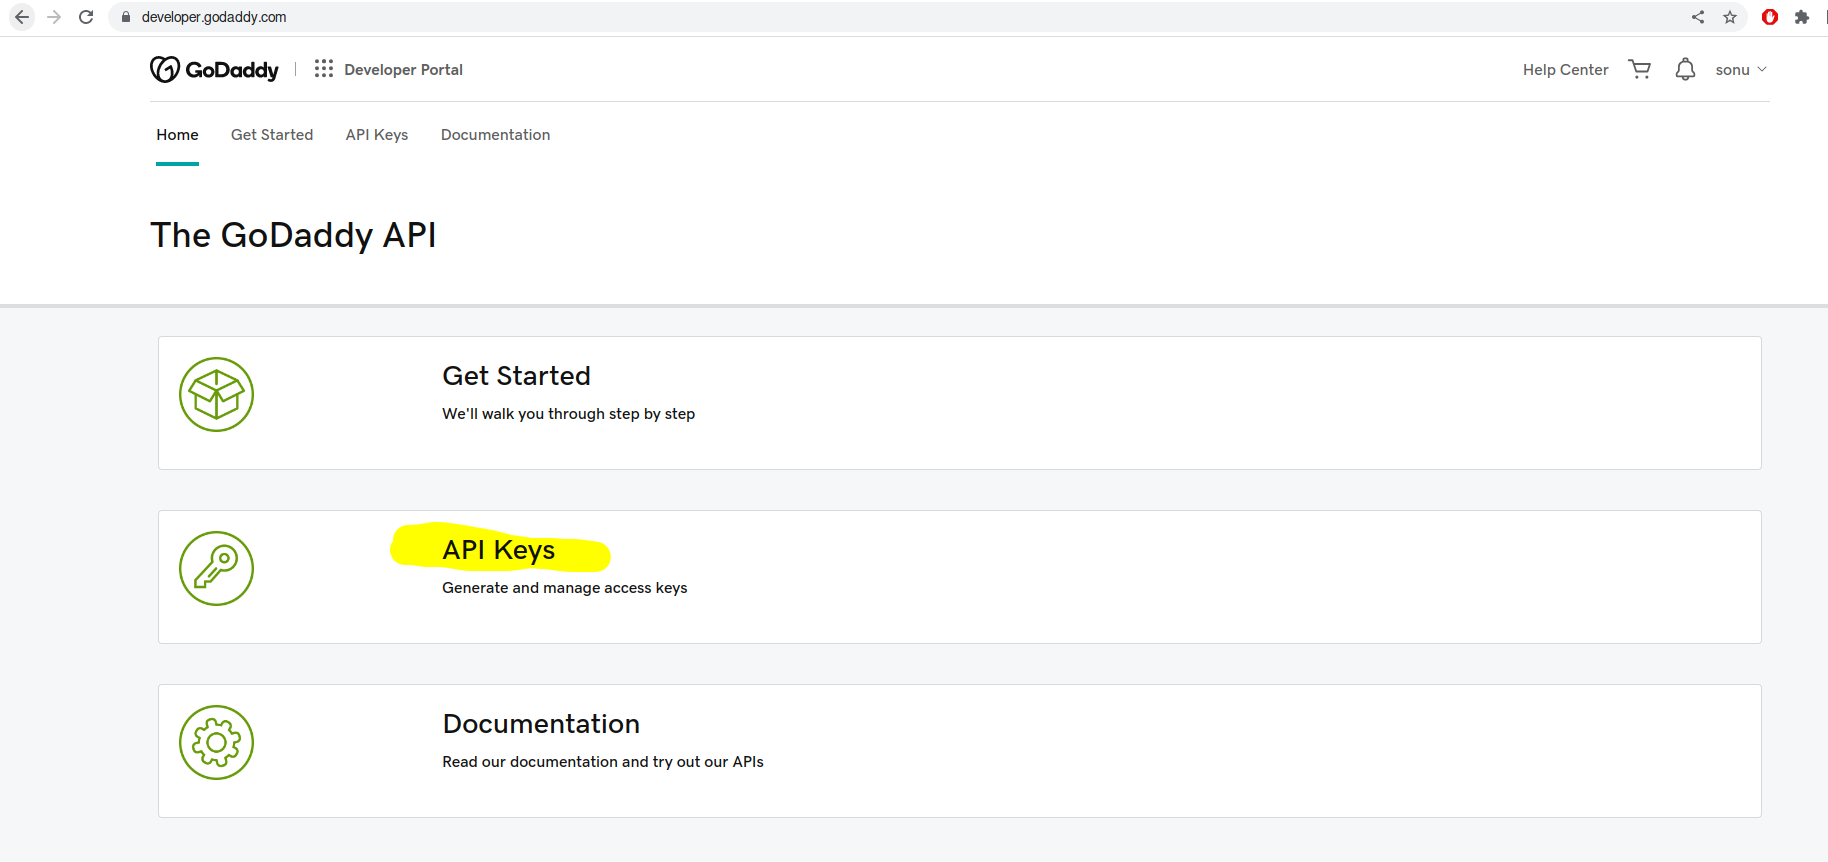 developer.godaddy.com
GoDaddy Developer Portal Help Center sonu
Home Get Started API Keys Documentation
The GoDaddy API
Get Started
We'll walk you through step by step
API Keys
Generate and manage access keys
Documentation
Read our documentation and try out our APIs